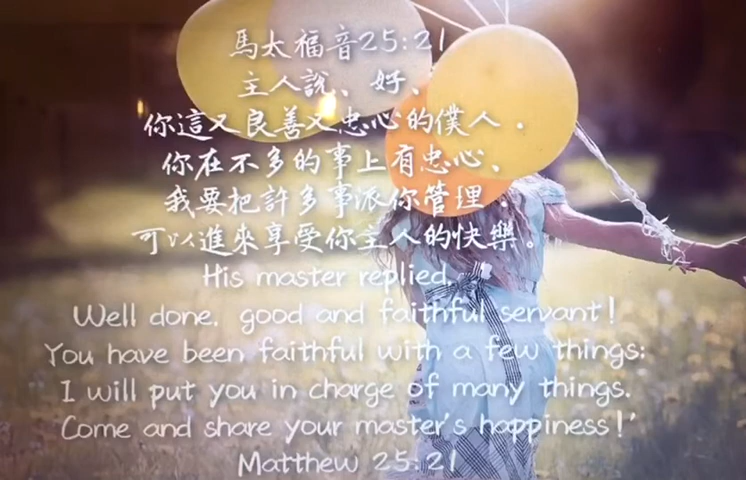 馬太福音25:21
主人說、好、
你這又良善又忠心的僕人．
你在不多的事上有忠心、
我要把許多事派你管理．
可以進來享受你主人的快樂。
His master replied,
Well done, good and faithful servant!
You have been faithful with a few things:
I will put you in charge of many things.
Come and share your master's happiness!'
Matthew 25:21